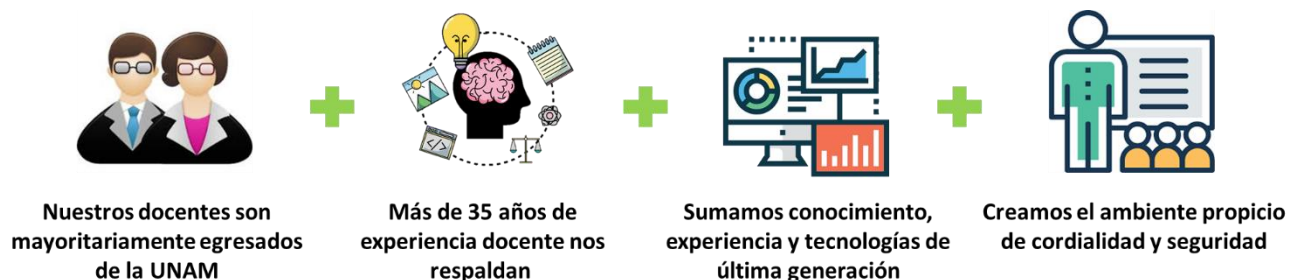 Nuestros docentes son
mayoritariamente egresados
de la UNAM
Más de 35 años de
experiencia docente nos
respaldan
Sumamos conocimiento,
experiencia y tecnologías de
última generación
Creamos el ambiente propicio
de cordialidad y seguridad